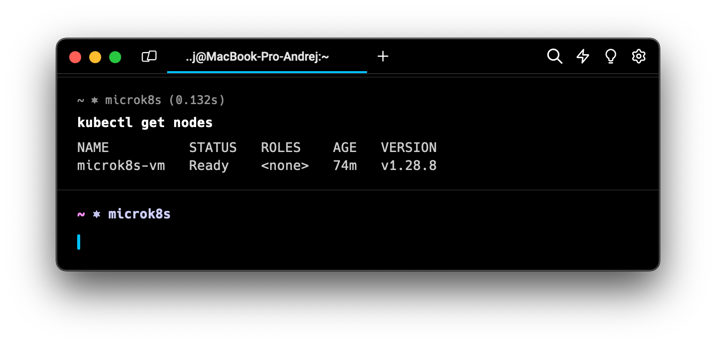 ..j@MacBook-Pro-Andrej:~
~ ⎈ microk8s (0.132s)
kubectl get nodes
NAME STATUS ROLES AGE VERSION
microk8s-vm Ready <none> 74m v1.28.8
~ ⎈ microk8s